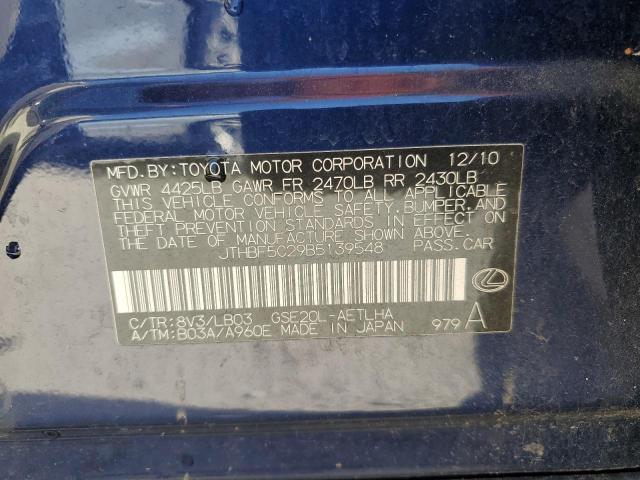 MFD.BY:TOYOTA MOTOR CORPORATION 12/10
GVWR 4425LB GAWR FR 2470LB RR 2430LB
THIS VEHICLE CONFORMS TO ALL APPLICABLE
FEDERAL MOTOR VEHICLE SAFETY,BUMPER,AND
THEFT PREVENTION STANDARDS IN EFFECT ON
THE DATE OF MANUFACTURE SHOWN ABOVE.
JTHBF5C29B5139548 PASS.CAR
C/TR:8V3/LB03 GSE20L-AETLHA
A/TM:B03A/A960E MADE IN JAPAN 979 A